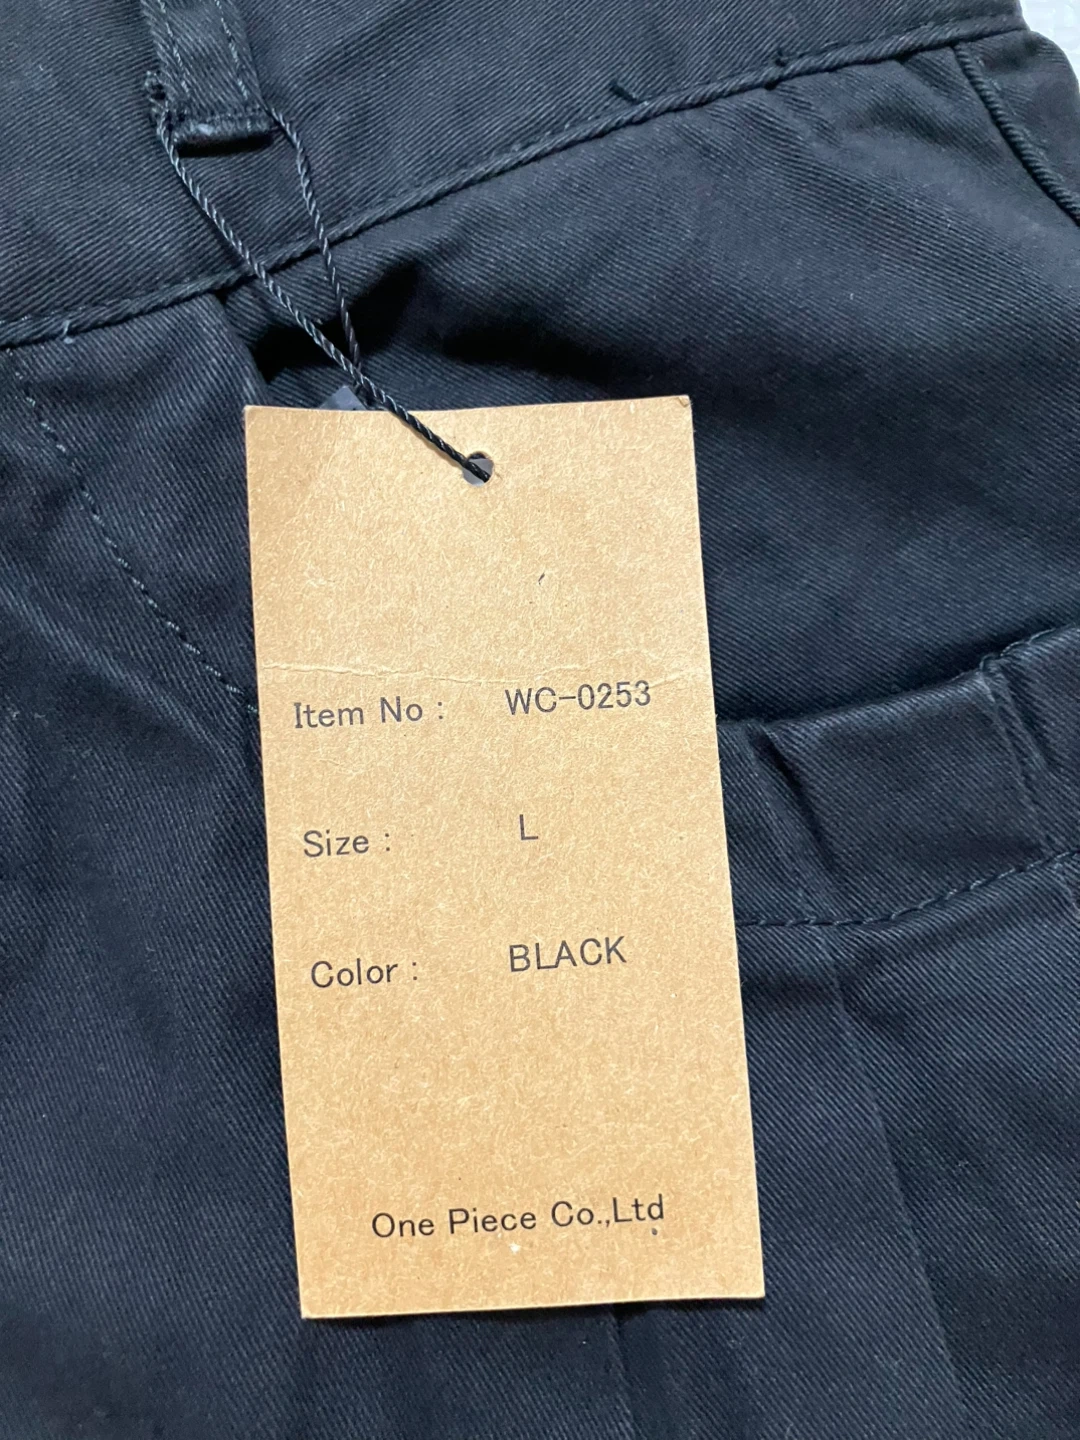 Item No : WC-0253
Size : L
Color : BLACK
One Piece Co.,Ltd